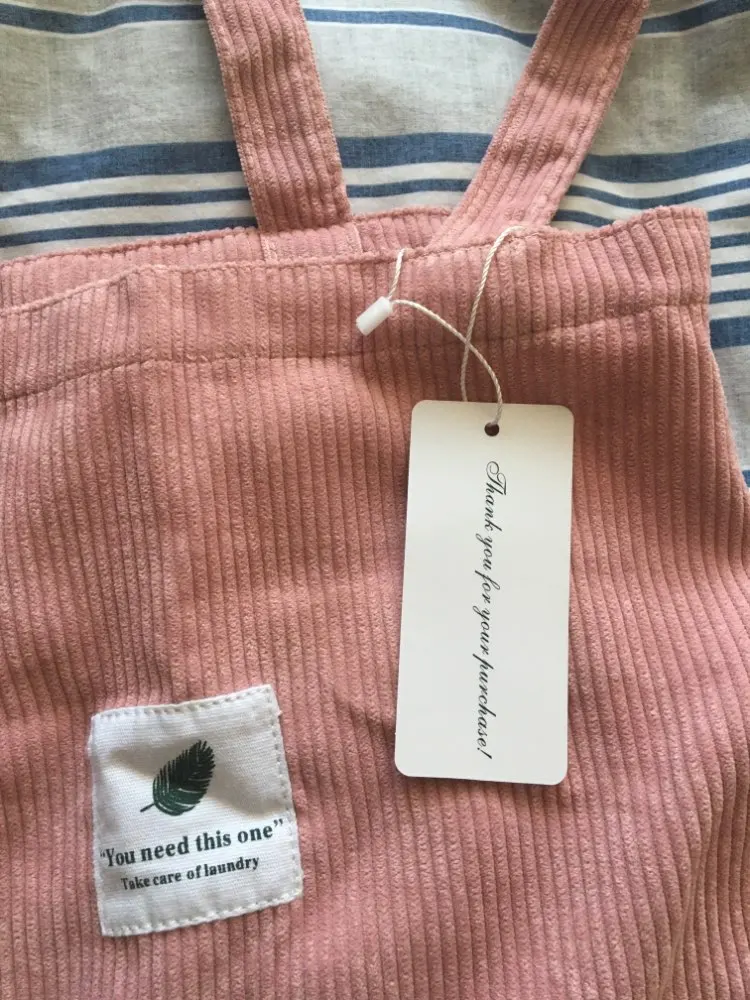 Thank you for your purchase!
"You need this one"
Take care of laundry